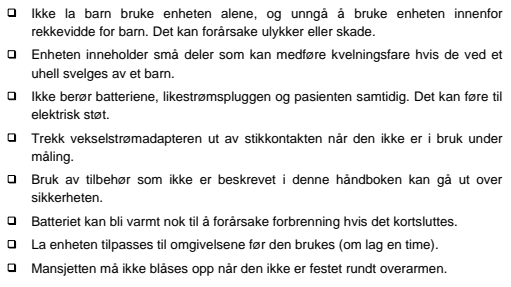 ❑ Ikke la barn bruke enheten alene, og unngå å bruke enheten innenfor
rekkevidde for barn. Det kan forårsake ulykker eller skade.
❑ Enheten inneholder små deler som kan medføre kvelningsfare hvis de ved et
uhell svelges av et barn.
❑ Ikke berør batteriene, likestrømspluggen og pasienten samtidig. Det kan føre til
elektrisk støt.
❑ Trekk vekselstrømadapteren ut av stikkontakten når den ikke er i bruk under
måling.
❑ Bruk av tilbehør som ikke er beskrevet i denne håndboken kan gå ut over
sikkerheten.
❑ Batteriet kan bli varmt nok til å forårsake forbrenning hvis det kortsluttes.
❑ La enheten tilpasses til omgivelsene før den brukes (om lag en time).
❑ Mansjetten må ikke blåses opp når den ikke er festet rundt overarmen.